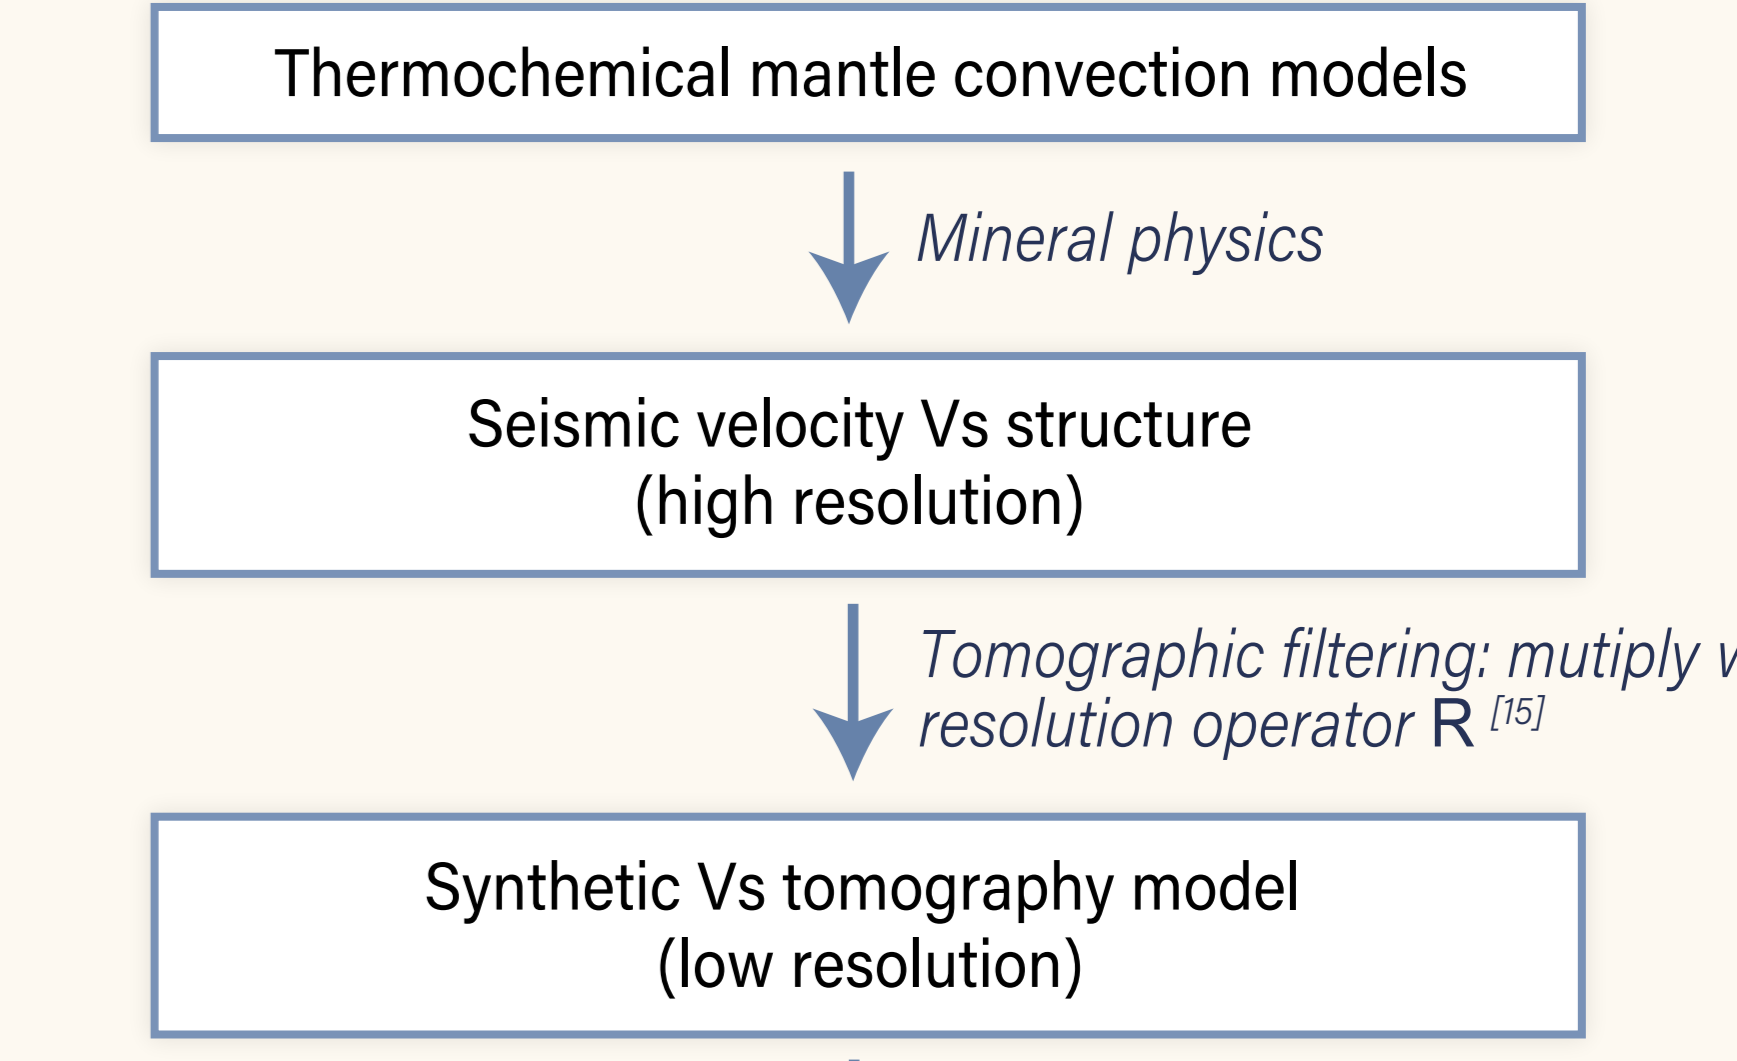 Thermochemical mantle convection models
Mineral physics
Seismic velocity Vs structure
(high resolution)
Tomographic filtering: mutiply
resolution operator R [15]
Synthetic Vs tomography model
(low resolution)